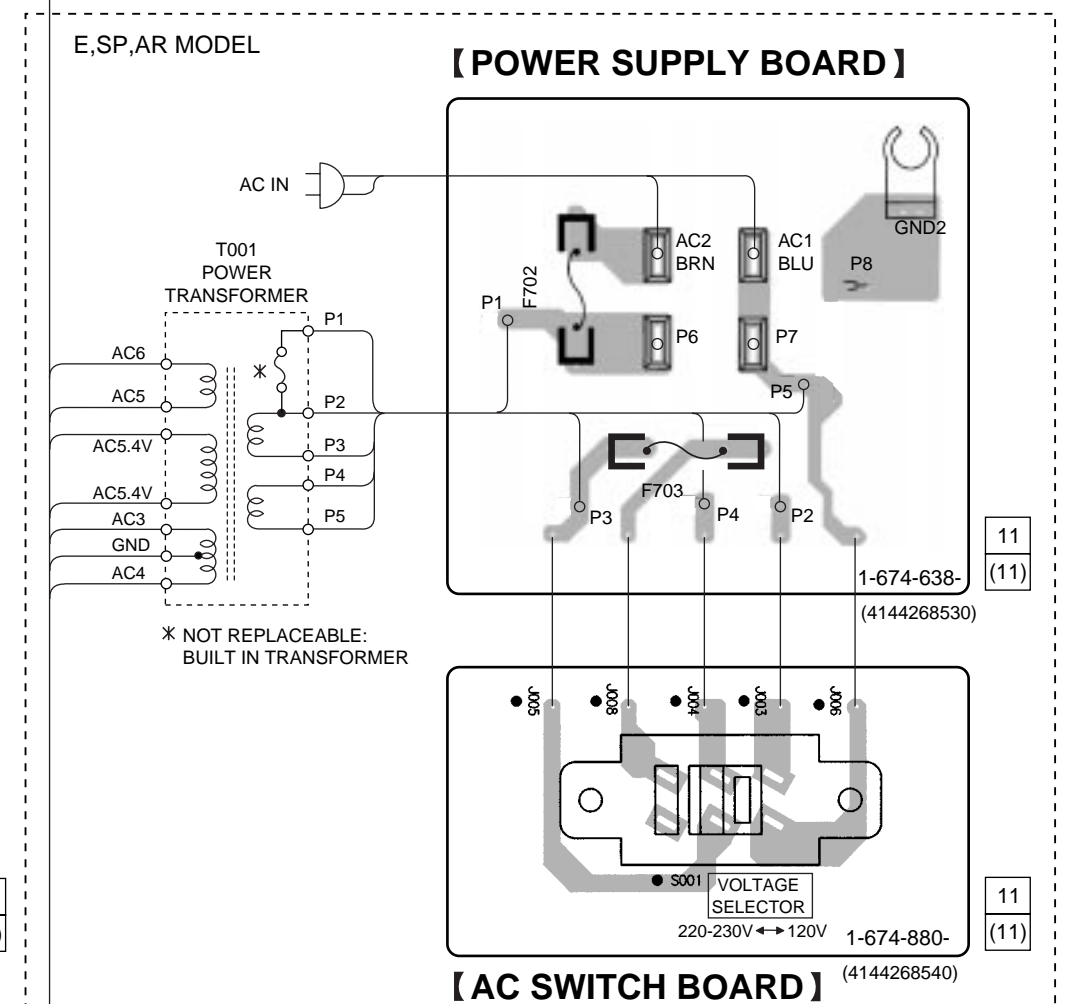 E,SP,AR MODEL
【POWER SUPPLY BOARD】
AC IN
GND2
AC2
BRN
AC1
BLU
P8
T001
POWER
TRANSFORMER
F702
P1
P1
P6
P7
AC6
P5
AC5
P2
AC5.4V
P3
P4
F703
AC5.4V
P5
P3
P4
P2
AC3
GND
AC4
11
(11)
1-674-638-
(4144268530)
* NOT REPLACEABLE:
BUILT IN TRANSFORMER
J005
J008
J004
J003
J006
S001
VOLTAGE
SELECTOR
220-230V ↔ 120V
11
(11)
1-674-880-
(4144268540)
【AC SWITCH BOARD】